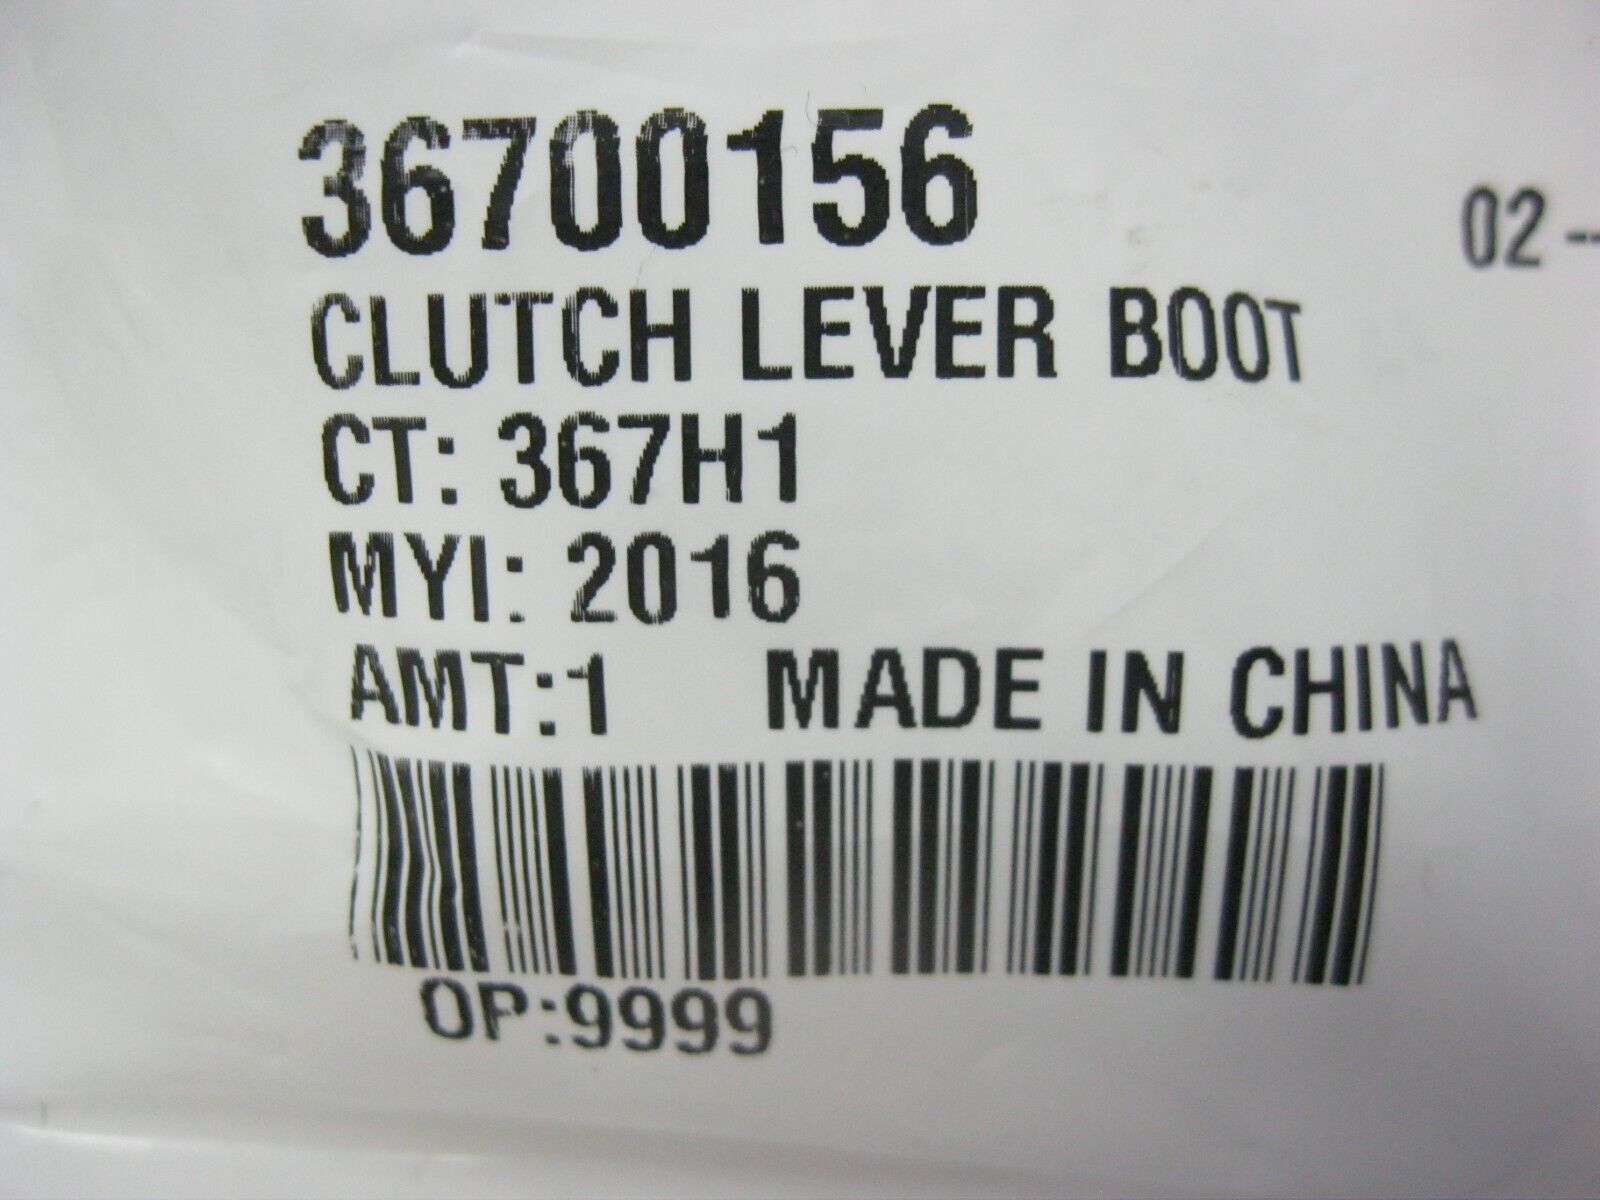 36700156
02 -
CLUTCH LEVER BOOT
CT: 367H1
MYI: 2016
AMT:1 MADE IN CHINA
OP:9999